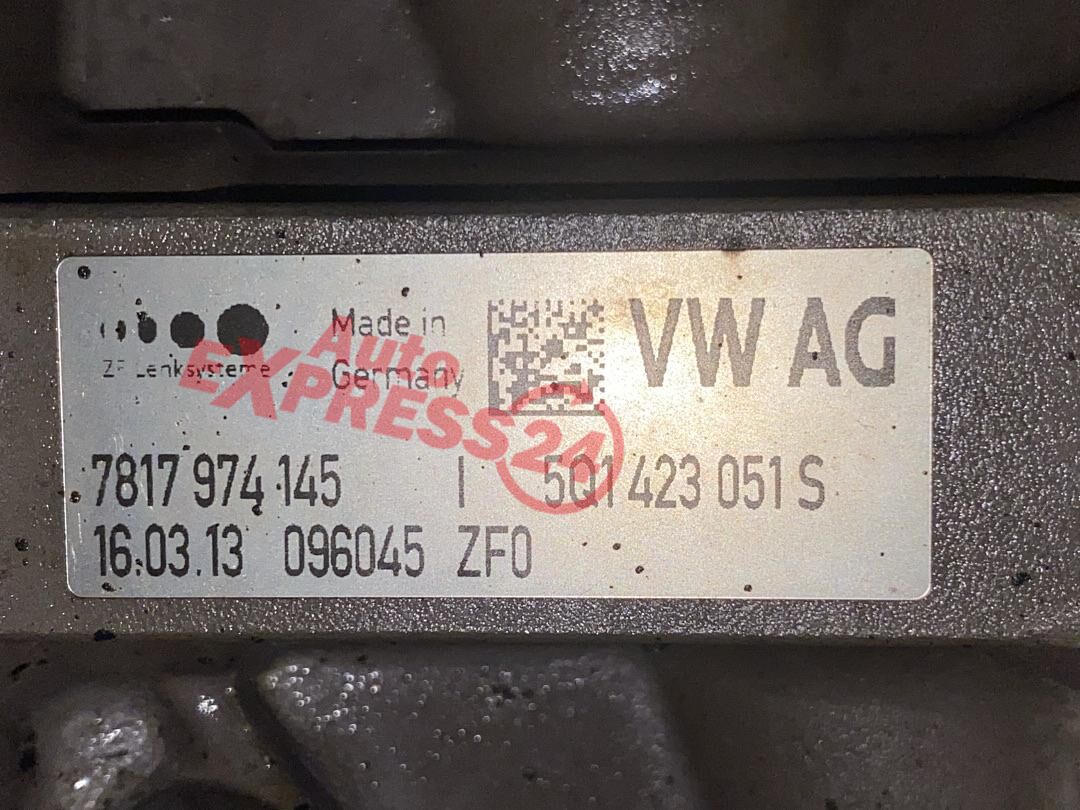 ZF Lenksysteme
Made in
Germany
VW AG
Auto
EXPRESS24
7817 974 145 I 5Q1 423 051 S
16.03.13 096045 ZF0